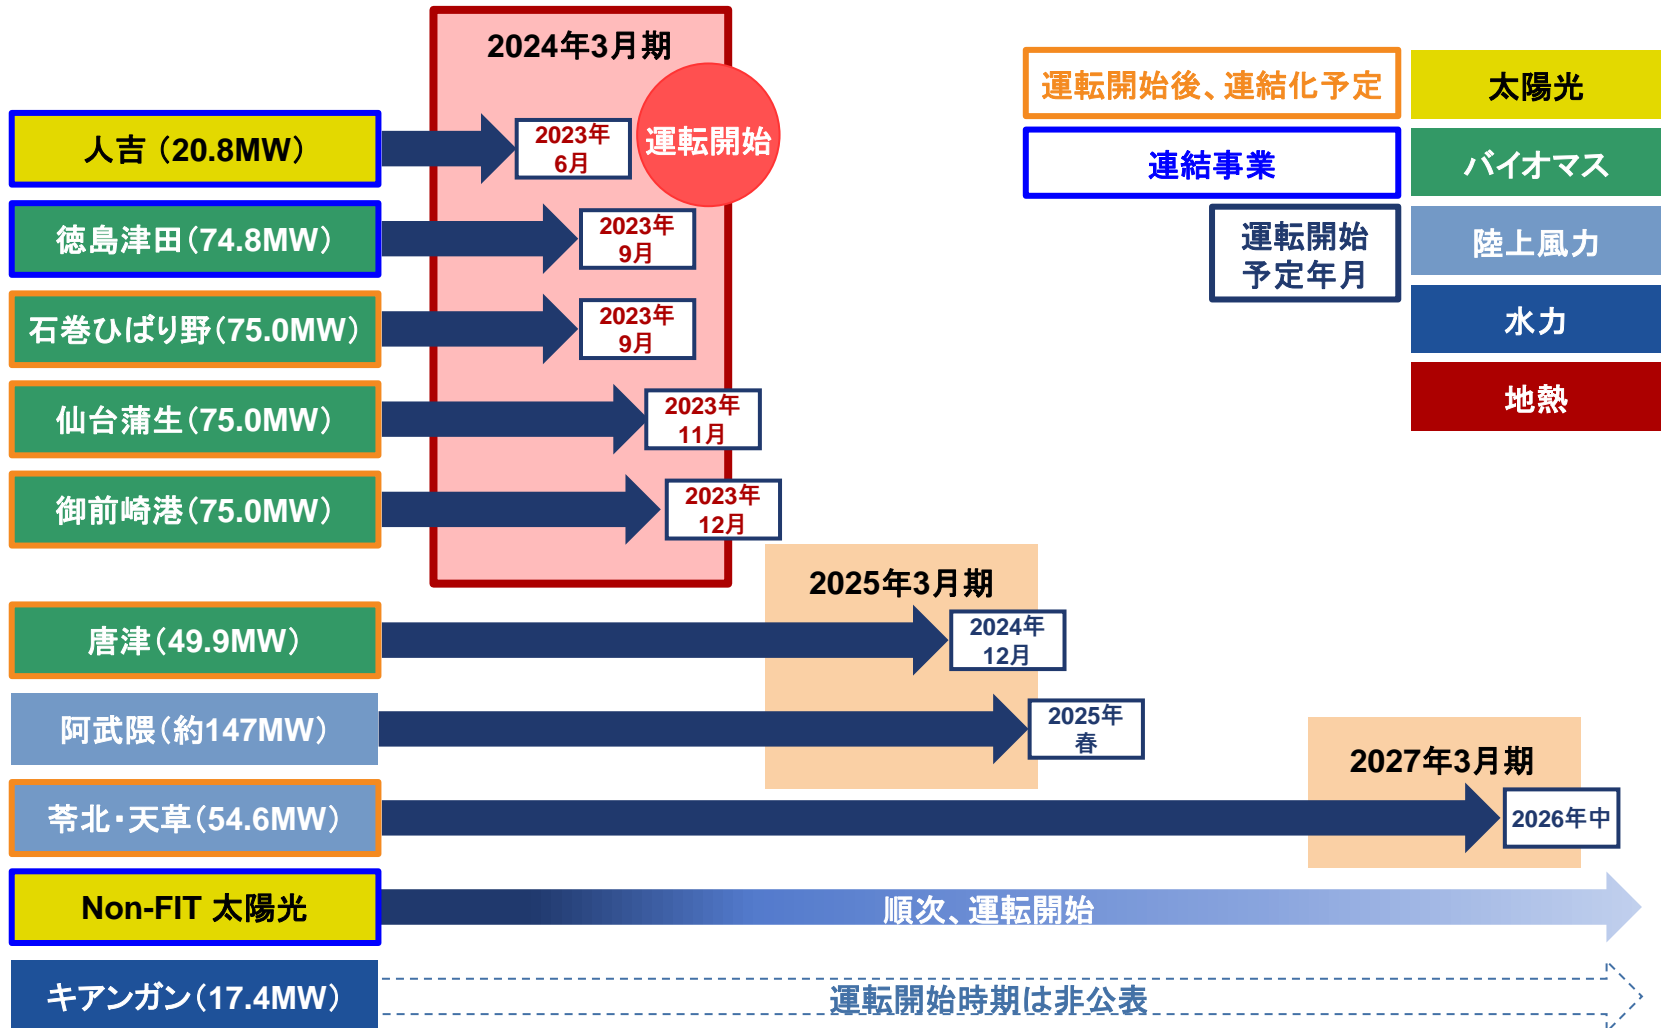 2024年3月期
運転開始
人吉（20.8MW）
2023年
6月
徳島津田（74.8MW）
2023年
9月
石巻ひばり野（75.0MW）
2023年
9月
仙台蒲生（75.0MW）
2023年
11月
御前崎港（75.0MW）
2023年
12月
2025年3月期
唐津（49.9MW）
2024年
12月
阿武隈（約147MW）
2025年
春
2027年3月期
苓北・天草（54.6MW）
2026年中
Non-FIT 太陽光
順次、運転開始
キアンガン（17.4MW）
運転開始時期は非公表
運転開始後、連結化予定
連結事業
運転開始
予定年月
太陽光
バイオマス
陸上風力
水力
地熱